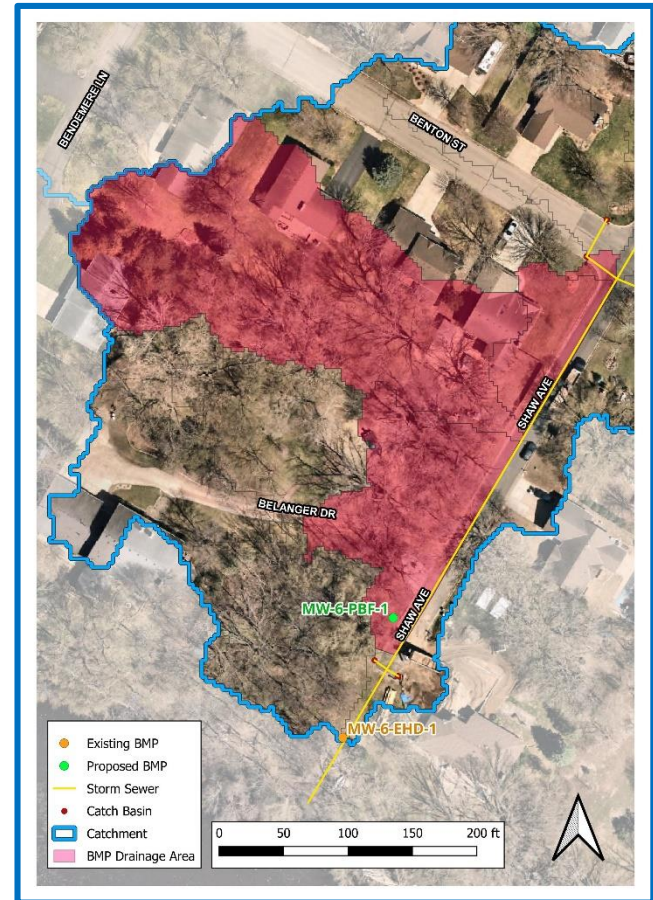 BENDEMERE LN
BENTON ST
SHAW AVE
BELANGER DR
MW-6-PBF-1
SHAW AVE
MW-6-EHD-1
Existing BMP
Proposed BMP
Storm Sewer
Catch Basin
Catchment
BMP Drainage Area
0 50 100 150 200 ft